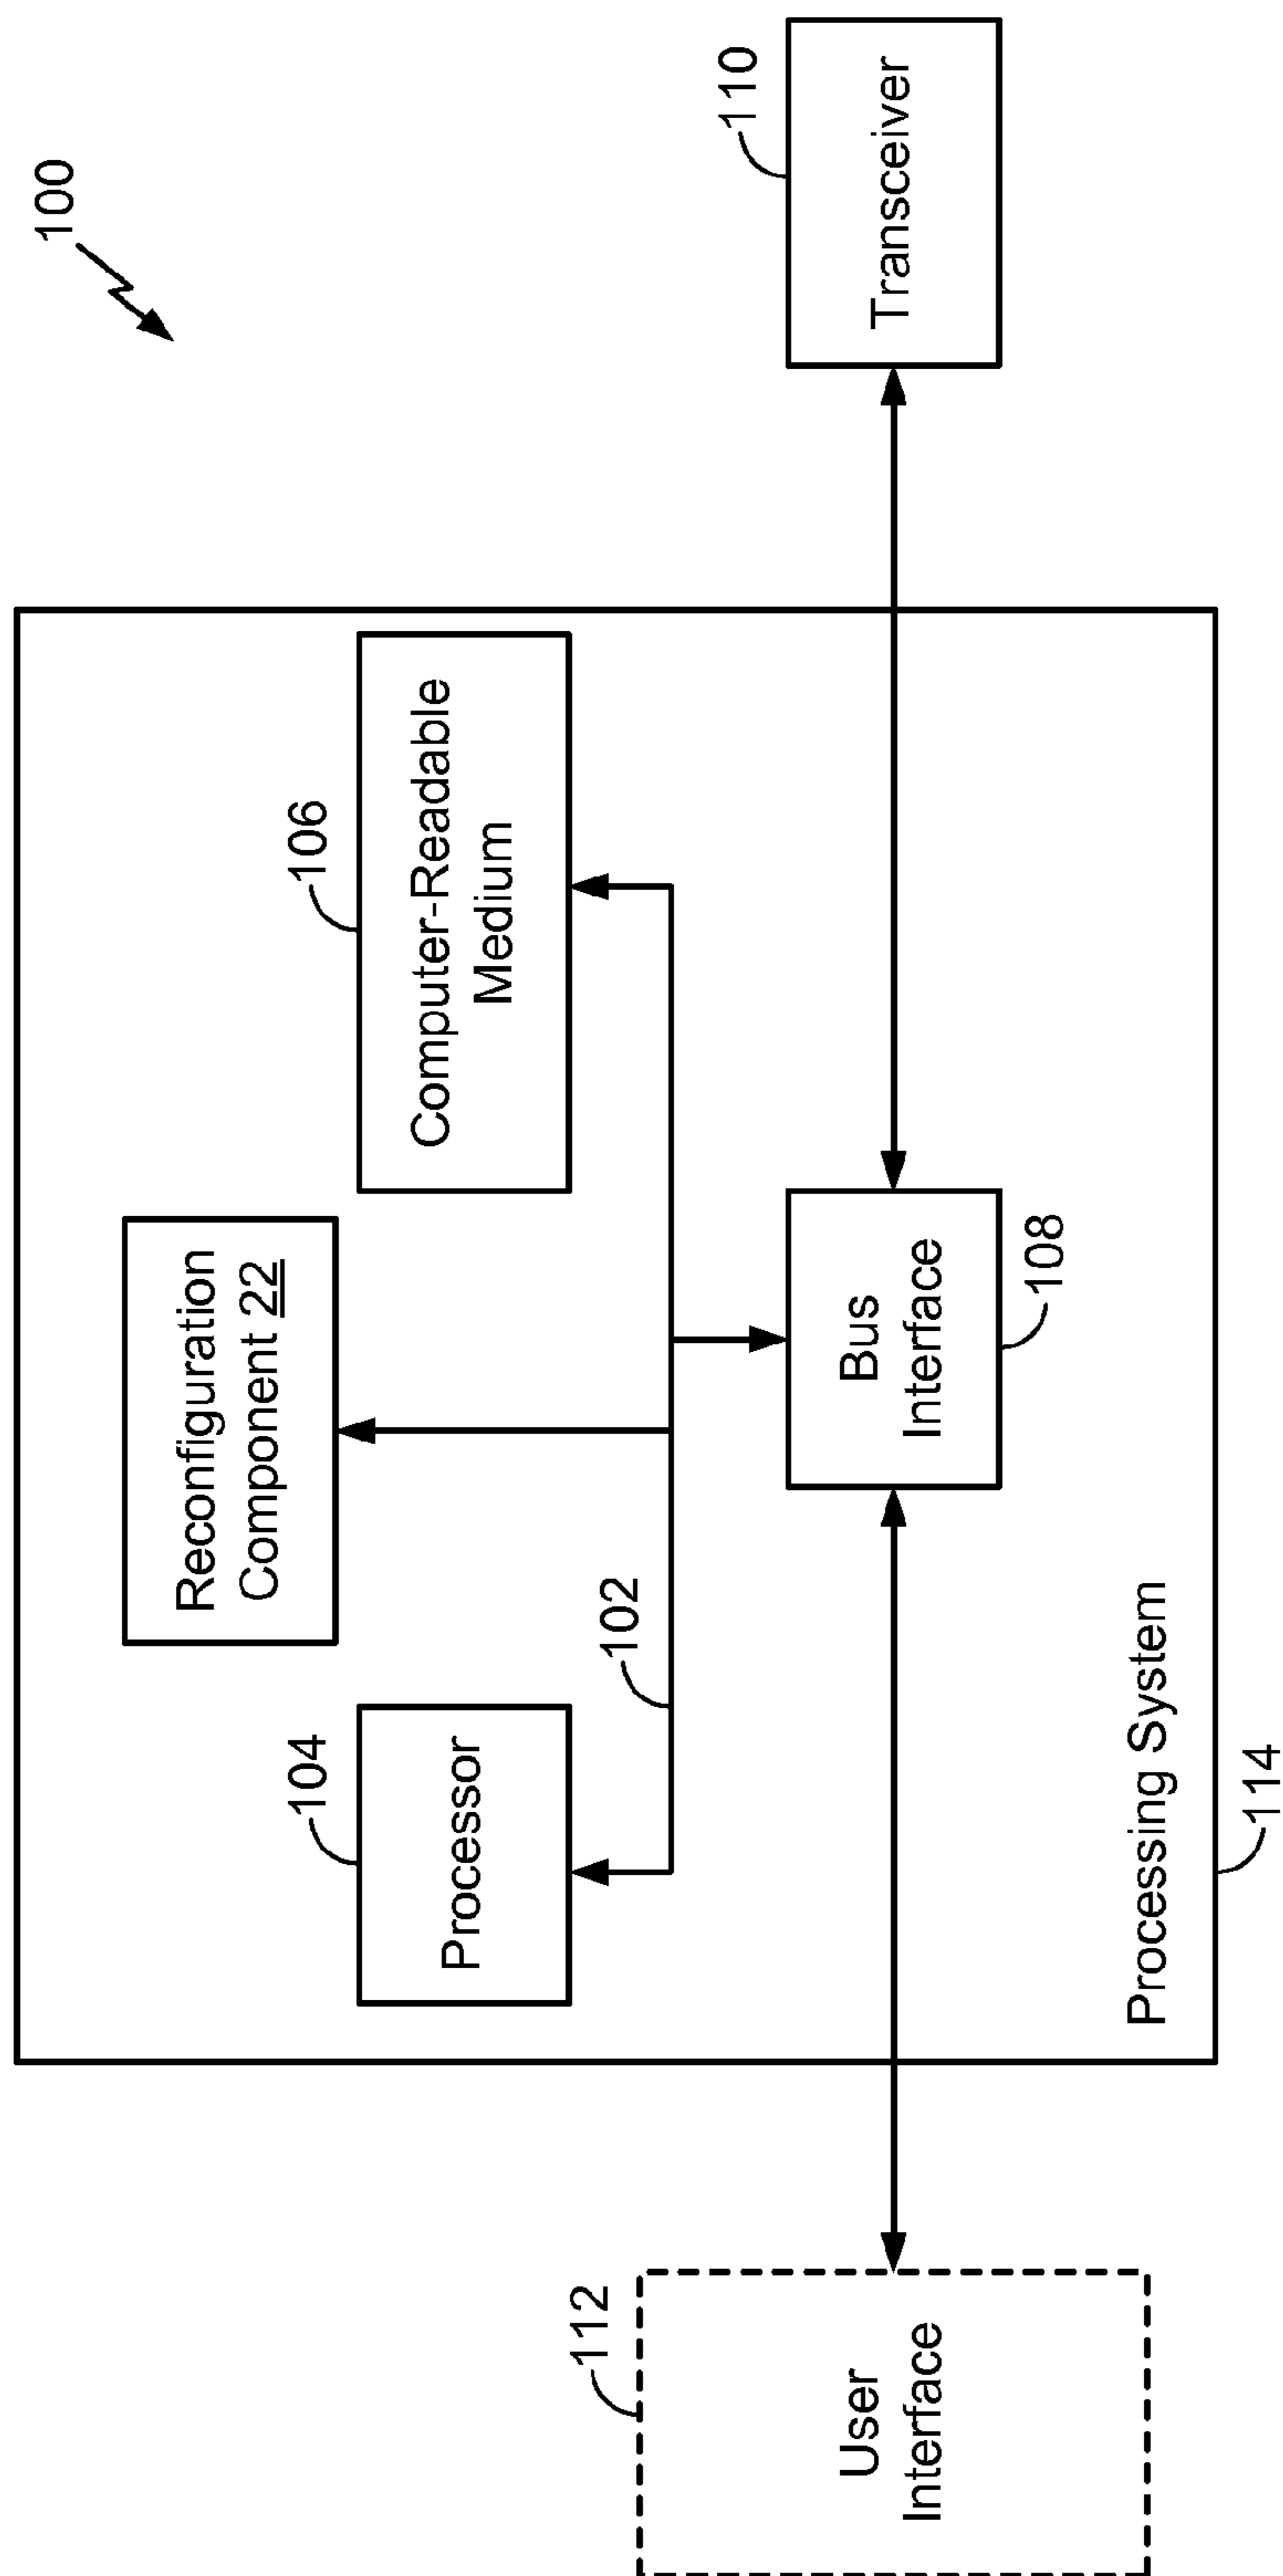 100
Reconfiguration
Component 22
104
Processor
106
Computer-Readable
Medium
102
112
User
Interface
Bus
Interface
108
110
Transceiver
Processing System
114